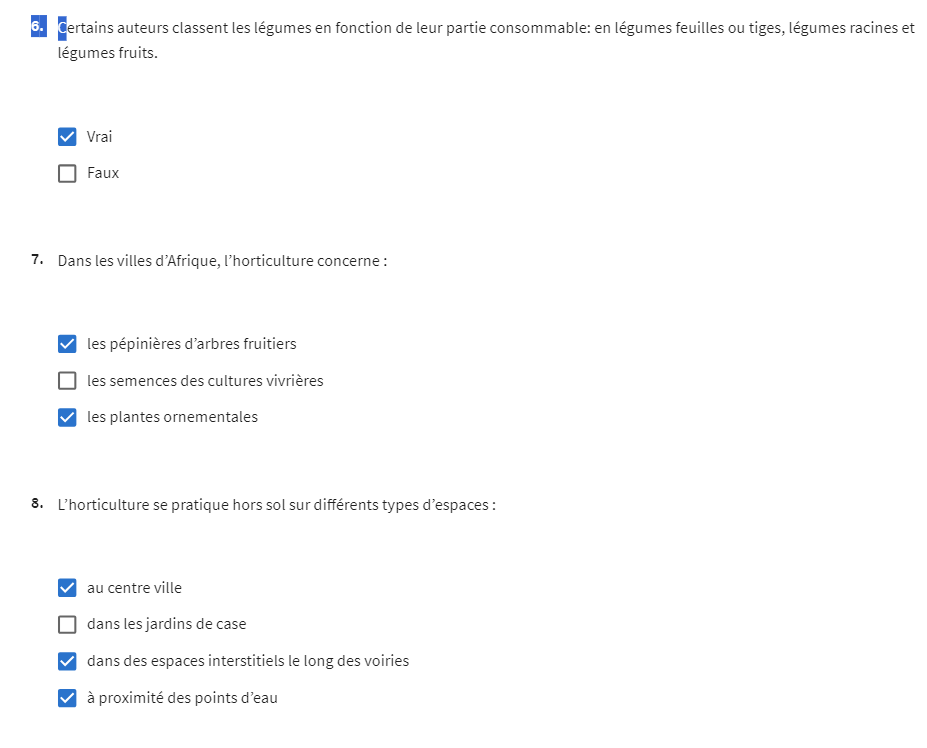 6. Certains auteurs classent les légumes en fonction de leur partie consommable: en légumes feuilles ou tiges, légumes racines et
légumes fruits.
Vrai
Faux
7. Dans les villes d’Afrique, l’horticulture concerne :
les pépinières d’arbres fruitiers
les semences des cultures vivrières
les plantes ornementales
8. L’horticulture se pratique hors sol sur différents types d’espaces :
au centre ville
dans les jardins de case
dans des espaces interstitiels le long des voiries
à proximité des points d’eau